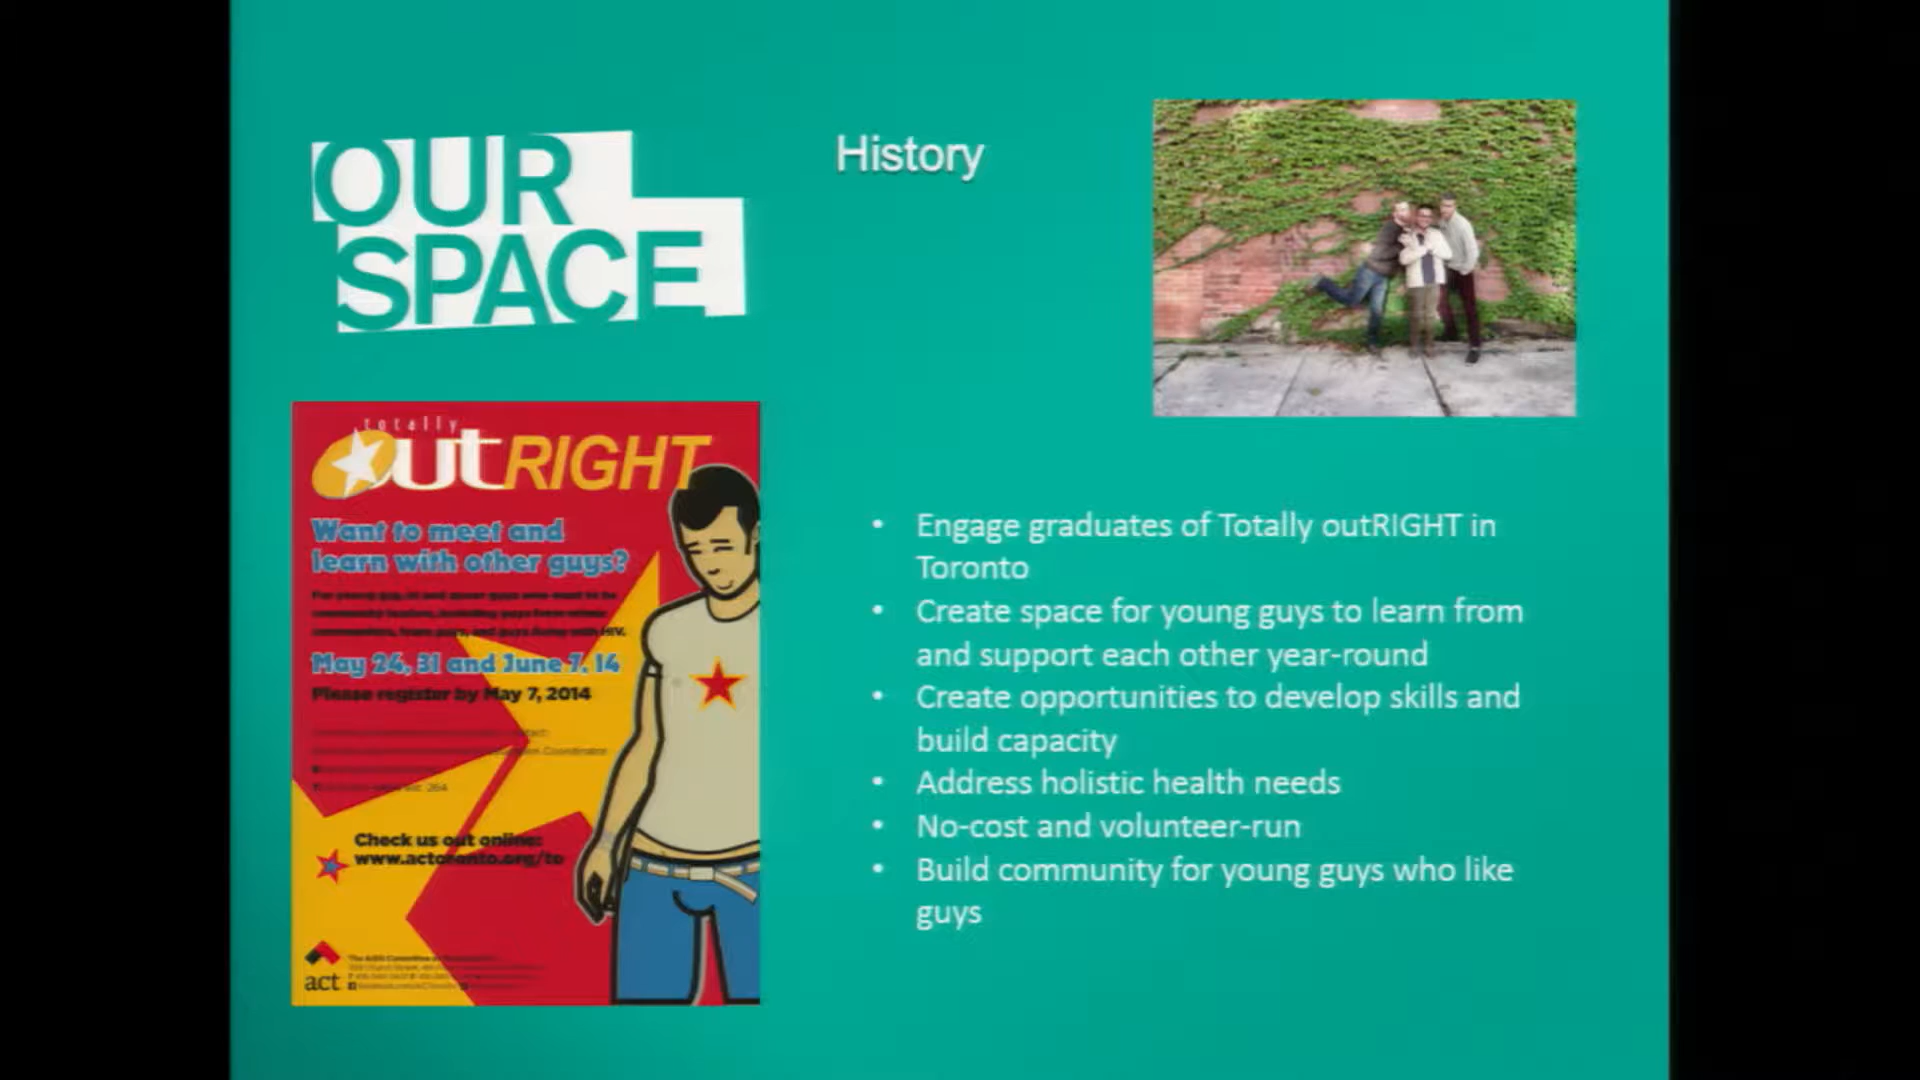 OUR
SPACE
History
totally
outRIGHT
Want to meet and
learn with other guys?
May 24, 31 and June 7, 14
Please register by May 7, 2014
264
Check us out online:
www.actoronto.org/to
act
• Engage graduates of Totally outRIGHT in
Toronto
• Create space for young guys to learn from
and support each other year-round
• Create opportunities to develop skills and
build capacity
• Address holistic health needs
• No-cost and volunteer-run
• Build community for young guys who like
guys